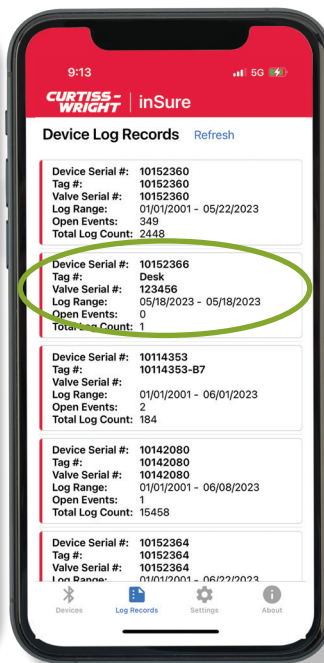 9:13
5G
CURTISS-WRIGHT | inSure
Device Log Records Refresh
Device Serial #: 10152360
Tag #: 10152360
Valve Serial #: 10152360
Log Range: 01/01/2001 - 05/22/2023
Open Events: 349
Total Log Count: 2448
Device Serial #: 10152366
Tag #: Desk
Valve Serial #: 123456
Log Range: 05/18/2023 - 05/18/2023
Open Events: 0
Total Log Count: 1
Device Serial #: 10114353
Tag #: 10114353-B7
Valve Serial #:
Log Range: 01/01/2001 - 06/01/2023
Open Events: 2
Total Log Count: 184
Device Serial #: 10142080
Tag #: 10142080
Valve Serial #: 10142080
Log Range: 01/01/2001 - 06/08/2023
Open Events: 1
Total Log Count: 15458
Device Serial #: 10152364
Tag #: 10152364
Valve Serial #: 10152364
Log Range: 01/01/2001 - 06/22/2023
Devices Log Records Settings About